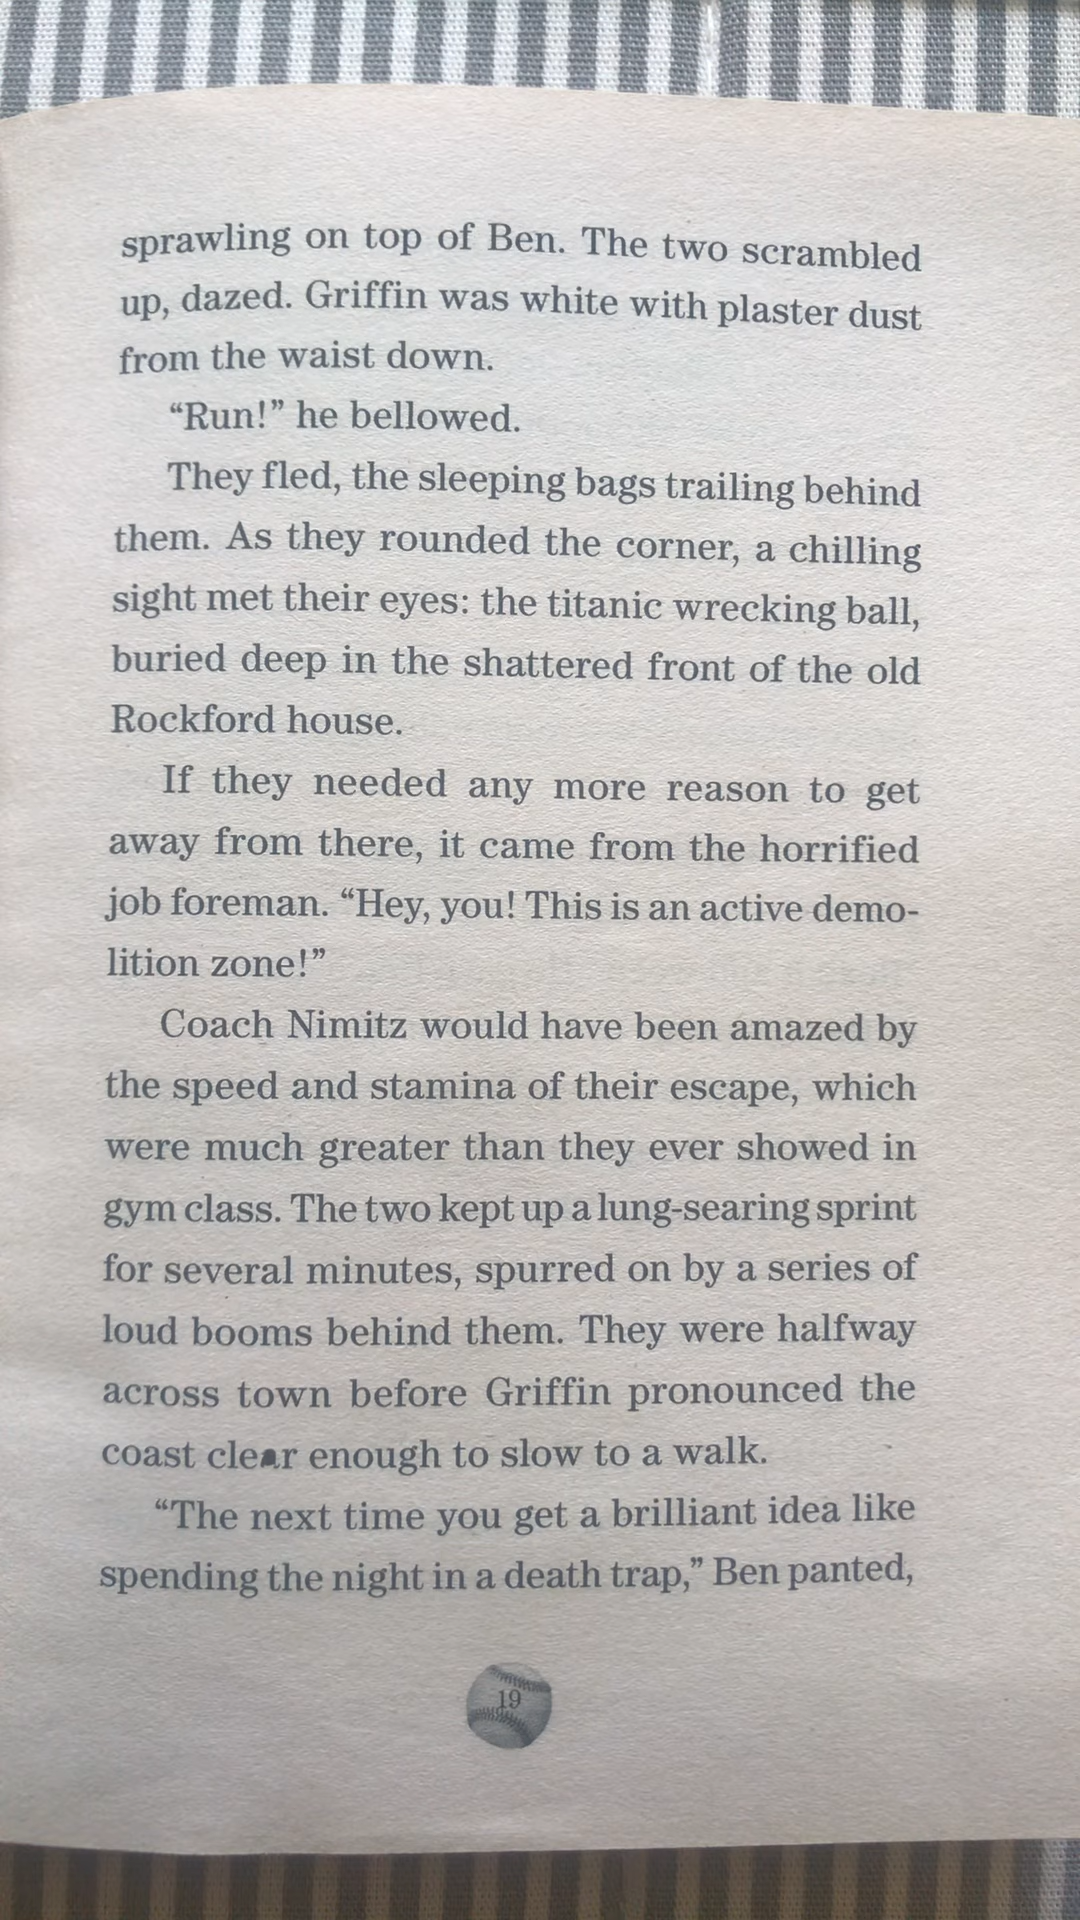 sprawling on top of Ben. The two scrambled
up, dazed. Griffin was white with plaster dust
from the waist down.
“Run!” he bellowed.
They fled, the sleeping bags trailing behind
them. As they rounded the corner, a chilling
sight met their eyes: the titanic wrecking ball,
buried deep in the shattered front of the old
Rockford house.
If they needed any more reason to get
away from there, it came from the horrified
job foreman. “Hey, you! This is an active demo-
lition zone!”
Coach Nimitz would have been amazed by
the speed and stamina of their escape, which
were much greater than they ever showed in
gym class. The two kept up a lung-searing sprint
for several minutes, spurred on by a series of
loud booms behind them. They were halfway
across town before Griffin pronounced the
coast clear enough to slow to a walk.
“The next time you get a brilliant idea like
spending the night in a death trap,” Ben panted,
19